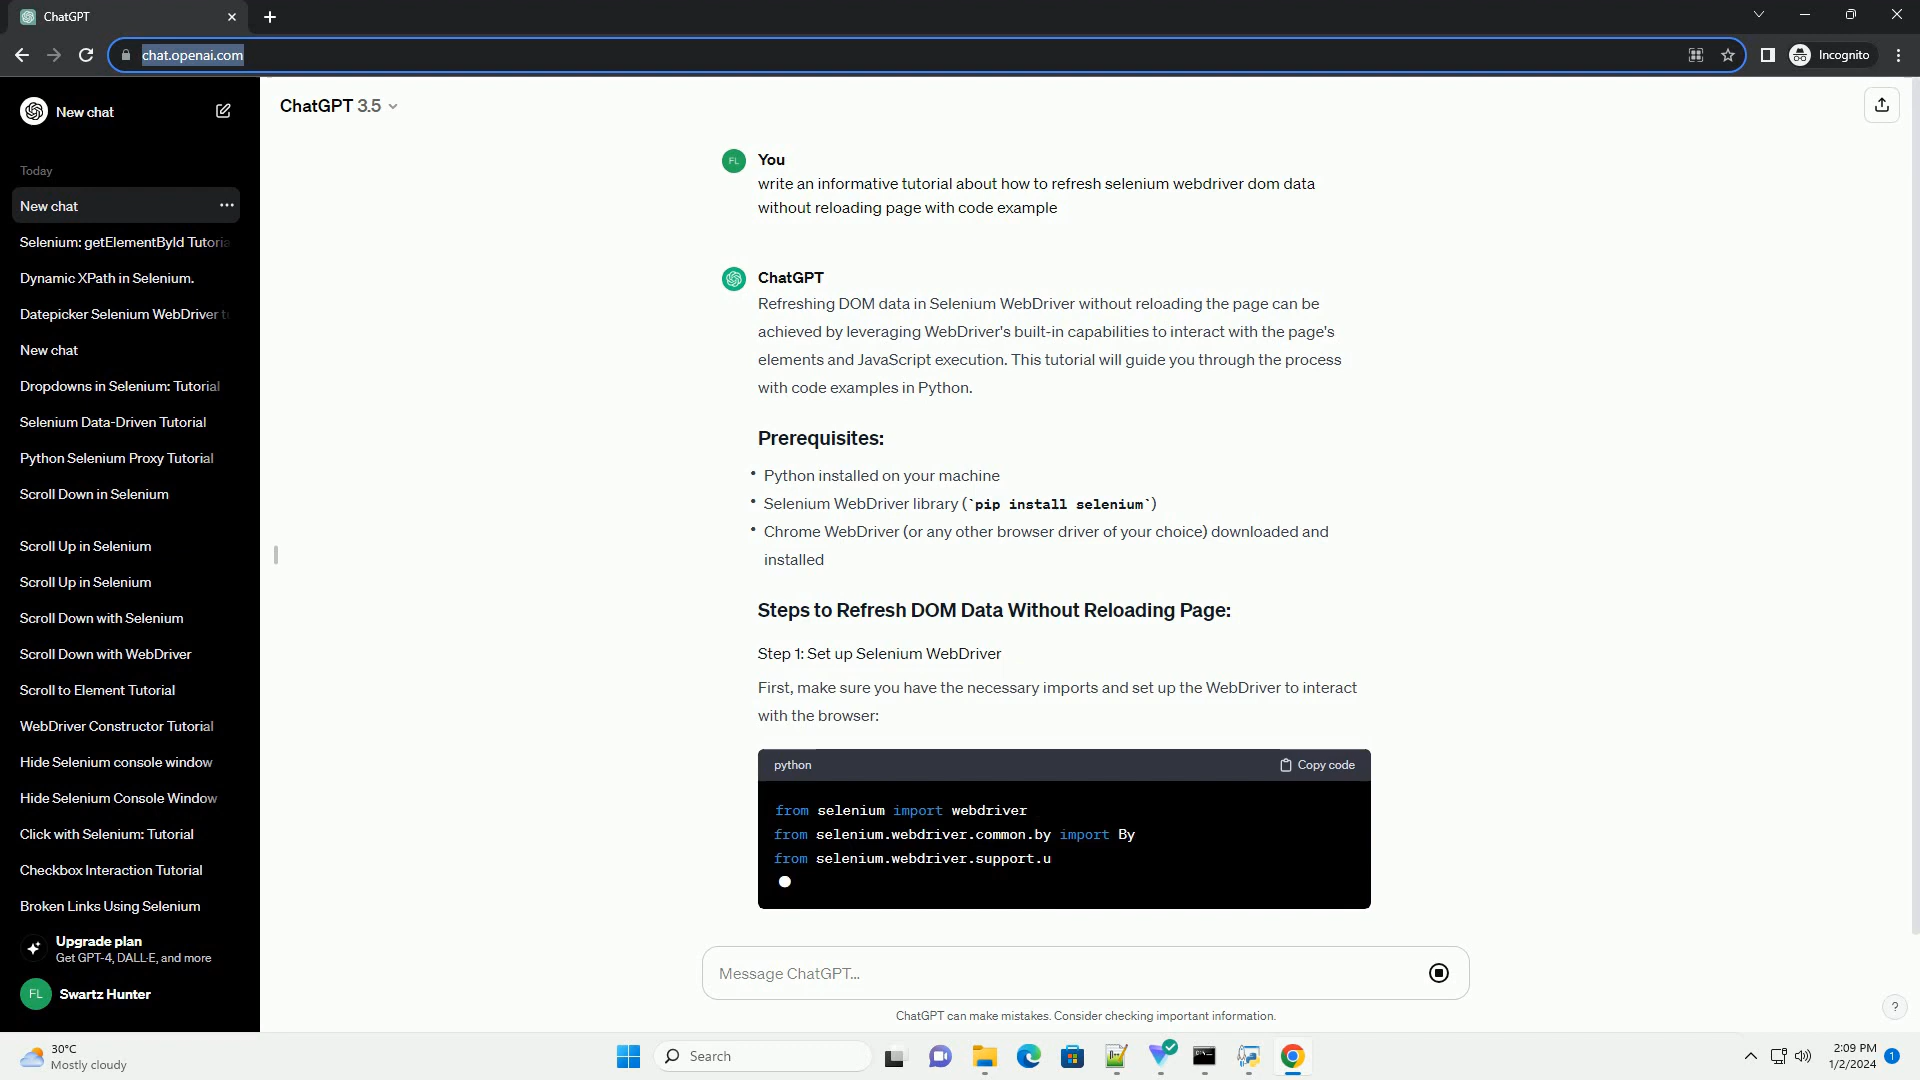 ChatGPT
chat.openai.com
Incognito
New chat
Today
New chat
Selenium: getElementById Tutoria
Dynamic XPath in Selenium.
Datepicker Selenium WebDriver to
New chat
Dropdowns in Selenium: Tutorial
Selenium Data-Driven Tutorial
Python Selenium Proxy Tutorial
Scroll Down in Selenium
Scroll Up in Selenium
Scroll Up in Selenium
Scroll Down with Selenium
Scroll Down with WebDriver
Scroll to Element Tutorial
WebDriver Constructor Tutorial
Hide Selenium console window
Hide Selenium Console Window
Click with Selenium: Tutorial
Checkbox Interaction Tutorial
Broken Links Using Selenium
Upgrade plan
Get GPT-4, DALL·E, and more
FL Swartz Hunter
ChatGPT 3.5
FL You
write an informative tutorial about how to refresh selenium webdriver dom data
without reloading page with code example
ChatGPT
Refreshing DOM data in Selenium WebDriver without reloading the page can be
achieved by leveraging WebDriver's built-in capabilities to interact with the page's
elements and JavaScript execution. This tutorial will guide you through the process
with code examples in Python.
Prerequisites:
• Python installed on your machine
• Selenium WebDriver library (`pip install selenium`)
• Chrome WebDriver (or any other browser driver of your choice) downloaded and
installed
Steps to Refresh DOM Data Without Reloading Page:
Step 1: Set up Selenium WebDriver
First, make sure you have the necessary imports and set up the WebDriver to interact
with the browser:
python Copy code
from selenium import webdriver
from selenium.webdriver.common.by import By
from selenium.webdriver.support.u
Message ChatGPT...
ChatGPT can make mistakes. Consider checking important information.
?
30°C
Mostly cloudy
Search
2:09 PM
1/2/2024
1